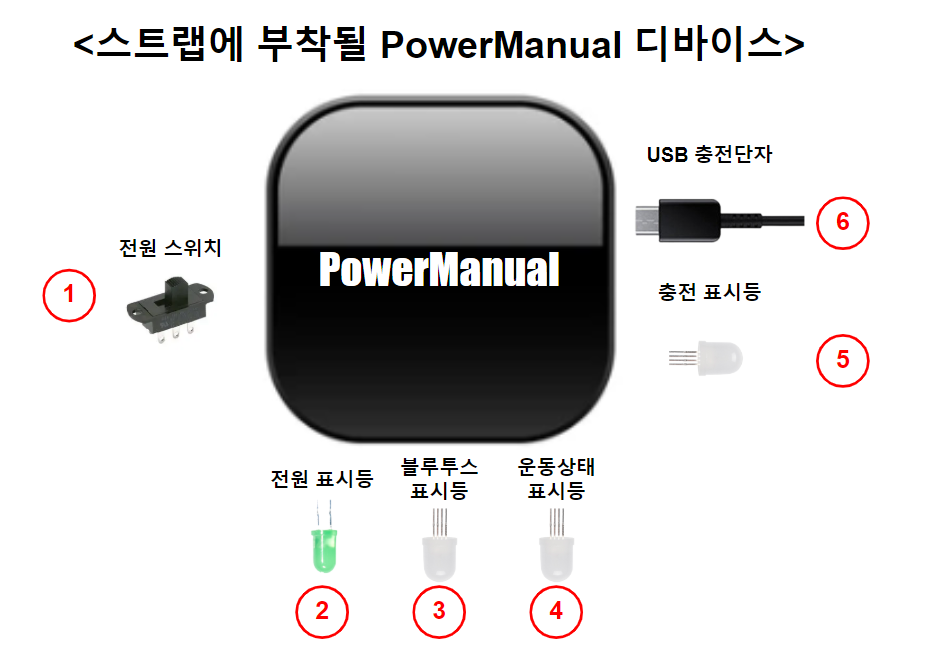 <스트랩에 부착될 PowerManual 디바이스>
USB 충전단자
6
전원 스위치
1
PowerManual
충전 표시등
5
전원 표시등
블루투스
표시등
운동상태
표시등
2
3
4